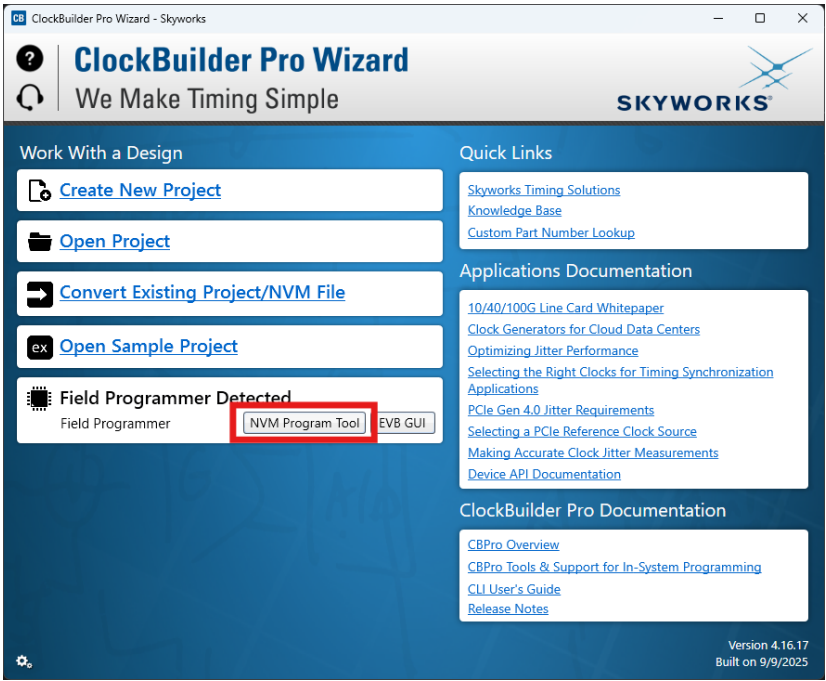 CB ClockBuilder Pro Wizard - Skyworks
?
ClockBuilder Pro Wizard
We Make Timing Simple
SKYWORKS®
Work With a Design
Create New Project
Open Project
Convert Existing Project/NVM File
ex Open Sample Project
Field Programmer Detected
Field Programmer NVM Program Tool EVB GUI
Quick Links
Skyworks Timing Solutions
Knowledge Base
Custom Part Number Lookup
Applications Documentation
10/40/100G Line Card Whitepaper
Clock Generators for Cloud Data Centers
Optimizing Jitter Performance
Selecting the Right Clocks for Timing Synchronization
Applications
PCIe Gen 4.0 Jitter Requirements
Selecting a PCIe Reference Clock Source
Making Accurate Clock Jitter Measurements
Device API Documentation
ClockBuilder Pro Documentation
CBPro Overview
CBPro Tools & Support for In-System Programming
CLI User's Guide
Release Notes
Version 4.16.17
Built on 9/9/2025